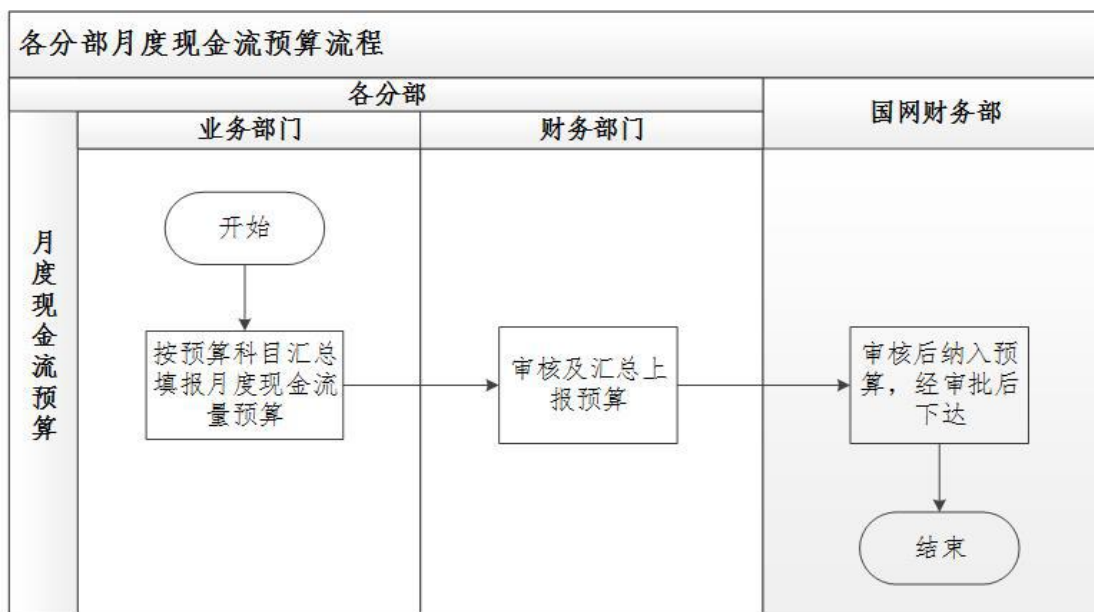 各分部月度现金流预算流程
各分部
国网财务部
业务部门
财务部门
月度现金流预算
开始
按预算科目汇总
填报月度现金流
量预算
审核及汇总上
报预算
审核后纳入预
算，经审批后
下达
结束